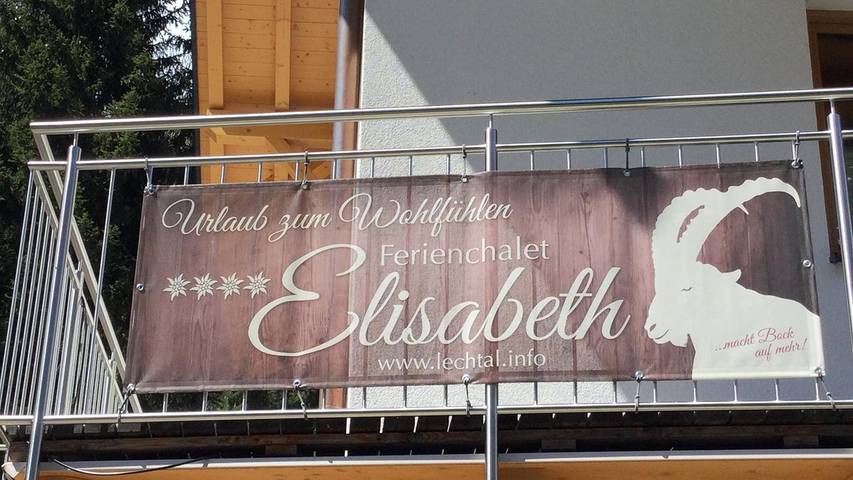 Urlaub zum Wohlfühlen
Ferienchalet
Elisabeth
www.lechtal.info
...macht Bock
auf mehr!